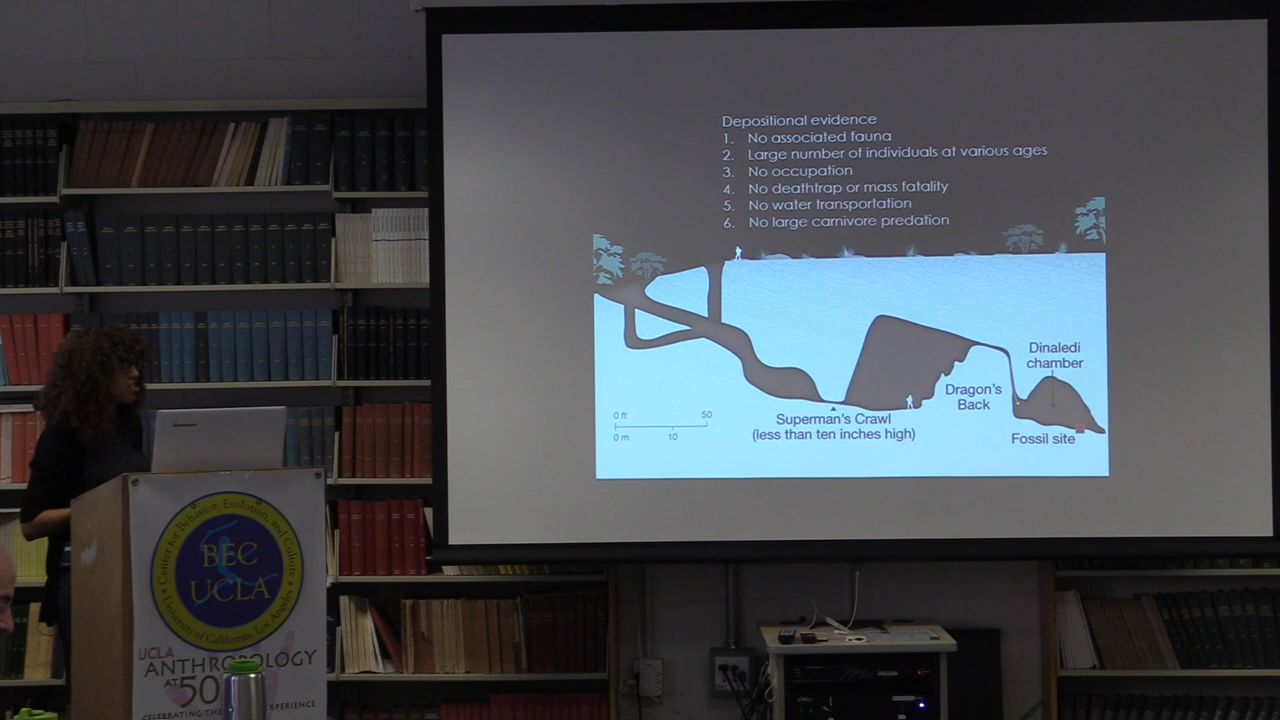 Depositional evidence
1. No associated fauna
2. Large number of individuals at various ages
3. No occupation
4. No deathtrap or mass fatality
5. No water transportation
6. No large carnivore predation
Dinaledi
chamber
Dragon's
Back
0 ft 50
0 m 10
Superman's Crawl
(less than ten inches high)
Fossil site
Center for Behavior, Evolution, and Culture
BEC
UCLA
University of California, Los Angeles
UCLA
ANTHROPOLOGY
AT 50
CELEBRATING THE
EXPERIENCE